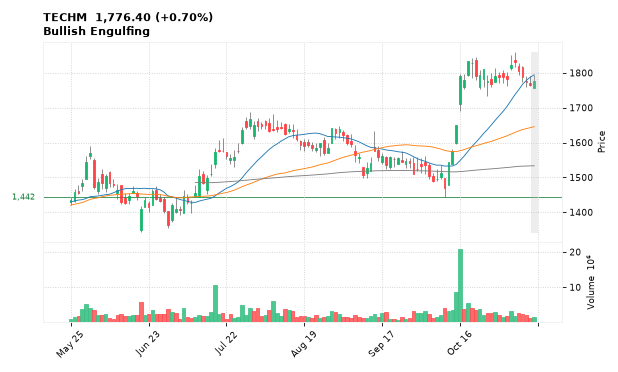 TECHM 1,776.40 (+0.70%)
Bullish Engulfing
1800
1700
1600
1500
1400
Price
1,442
20
10
Volume 10⁶
May 25
Jun 23
Jul 22
Aug 19
Sep 17
Oct 16